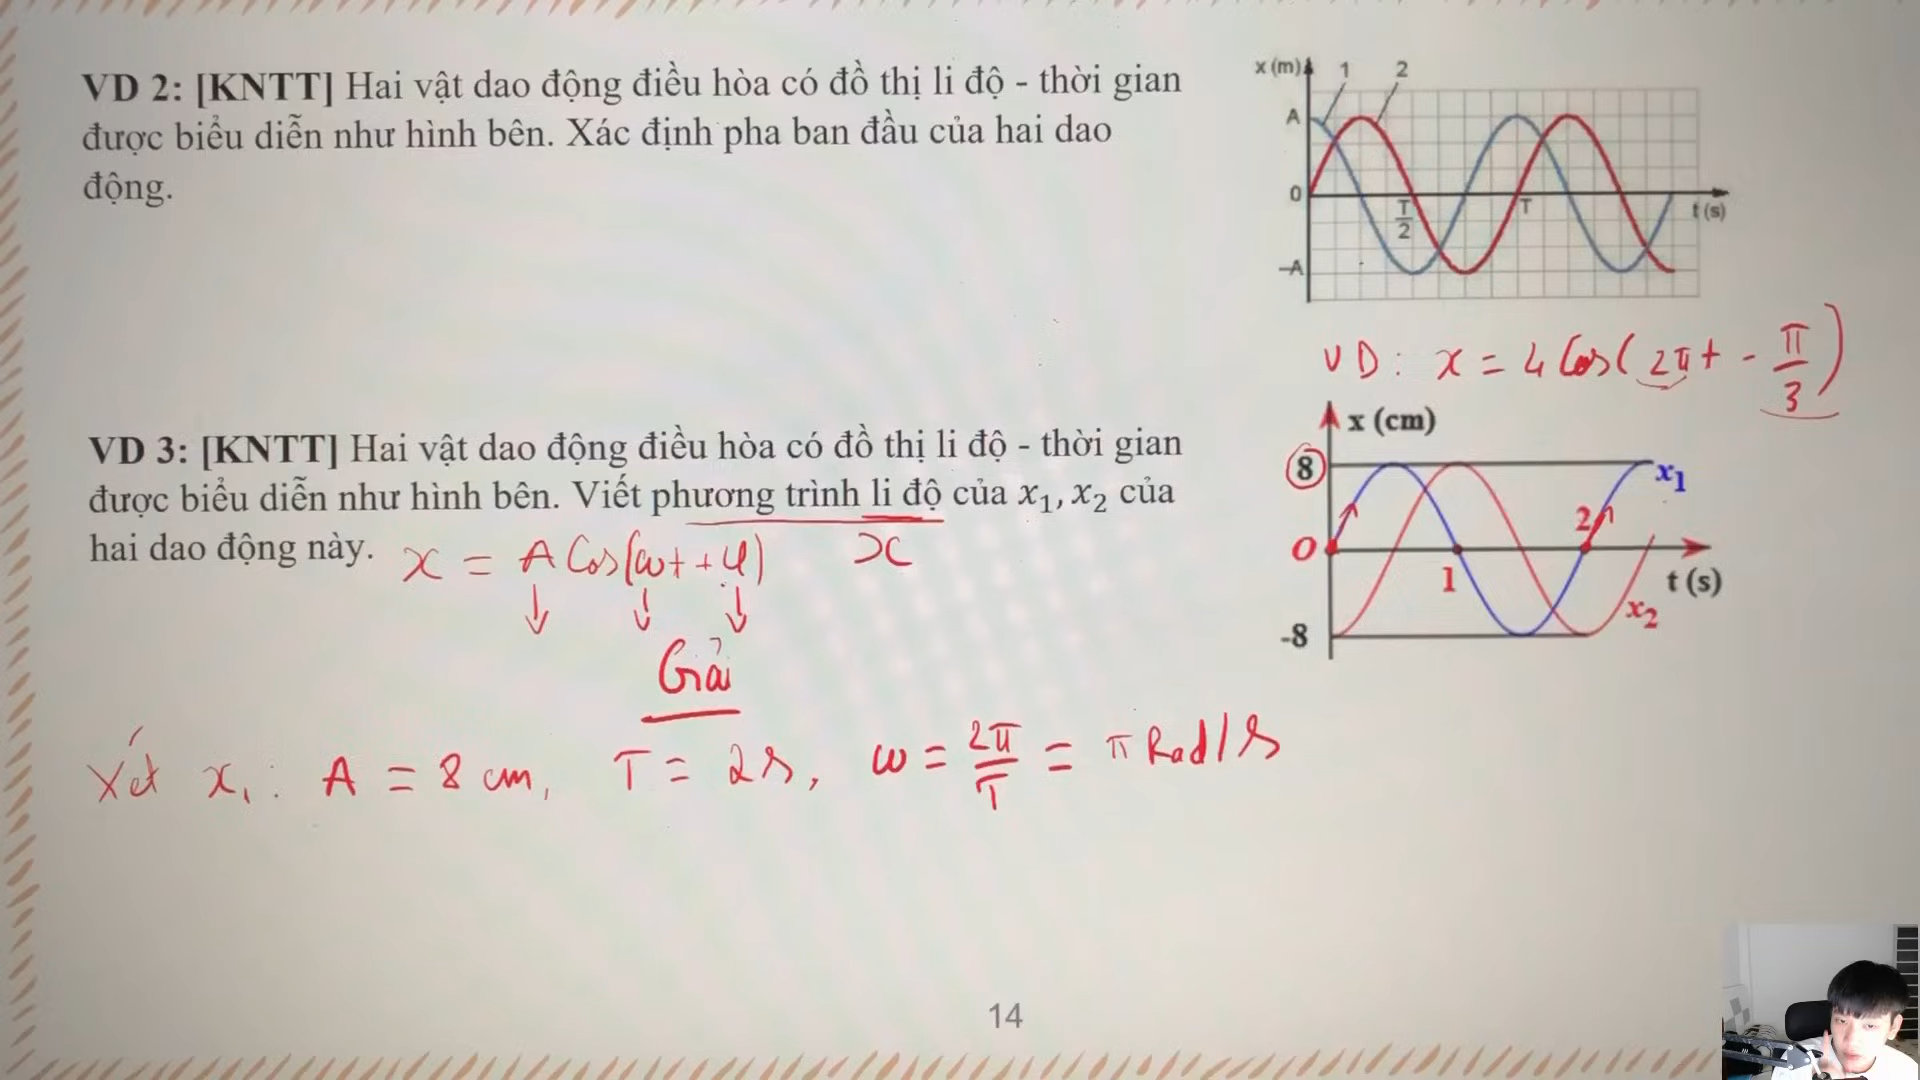 VD 2: [KNTT] Hai vật dao động điều hòa có đồ thị li độ - thời gian
được biểu diễn như hình bên. Xác định pha ban đầu của hai dao
động.
x (m) 1 2
A
0
T/2 T t (s)
-A
VD: x = 4 Cos(2πt - π/3)
VD 3: [KNTT] Hai vật dao động điều hòa có đồ thị li độ - thời gian
được biểu diễn như hình bên. Viết phương trình li độ của x₁, x₂ của
hai dao động này. x = A Cos(ωt + φ) x
x (cm)
8 x₁
O 1 2 t (s)
-8 x₂
Giải
Xét x₁: A = 8 cm, T = 2s, ω = 2π/T = π Rad/s
14